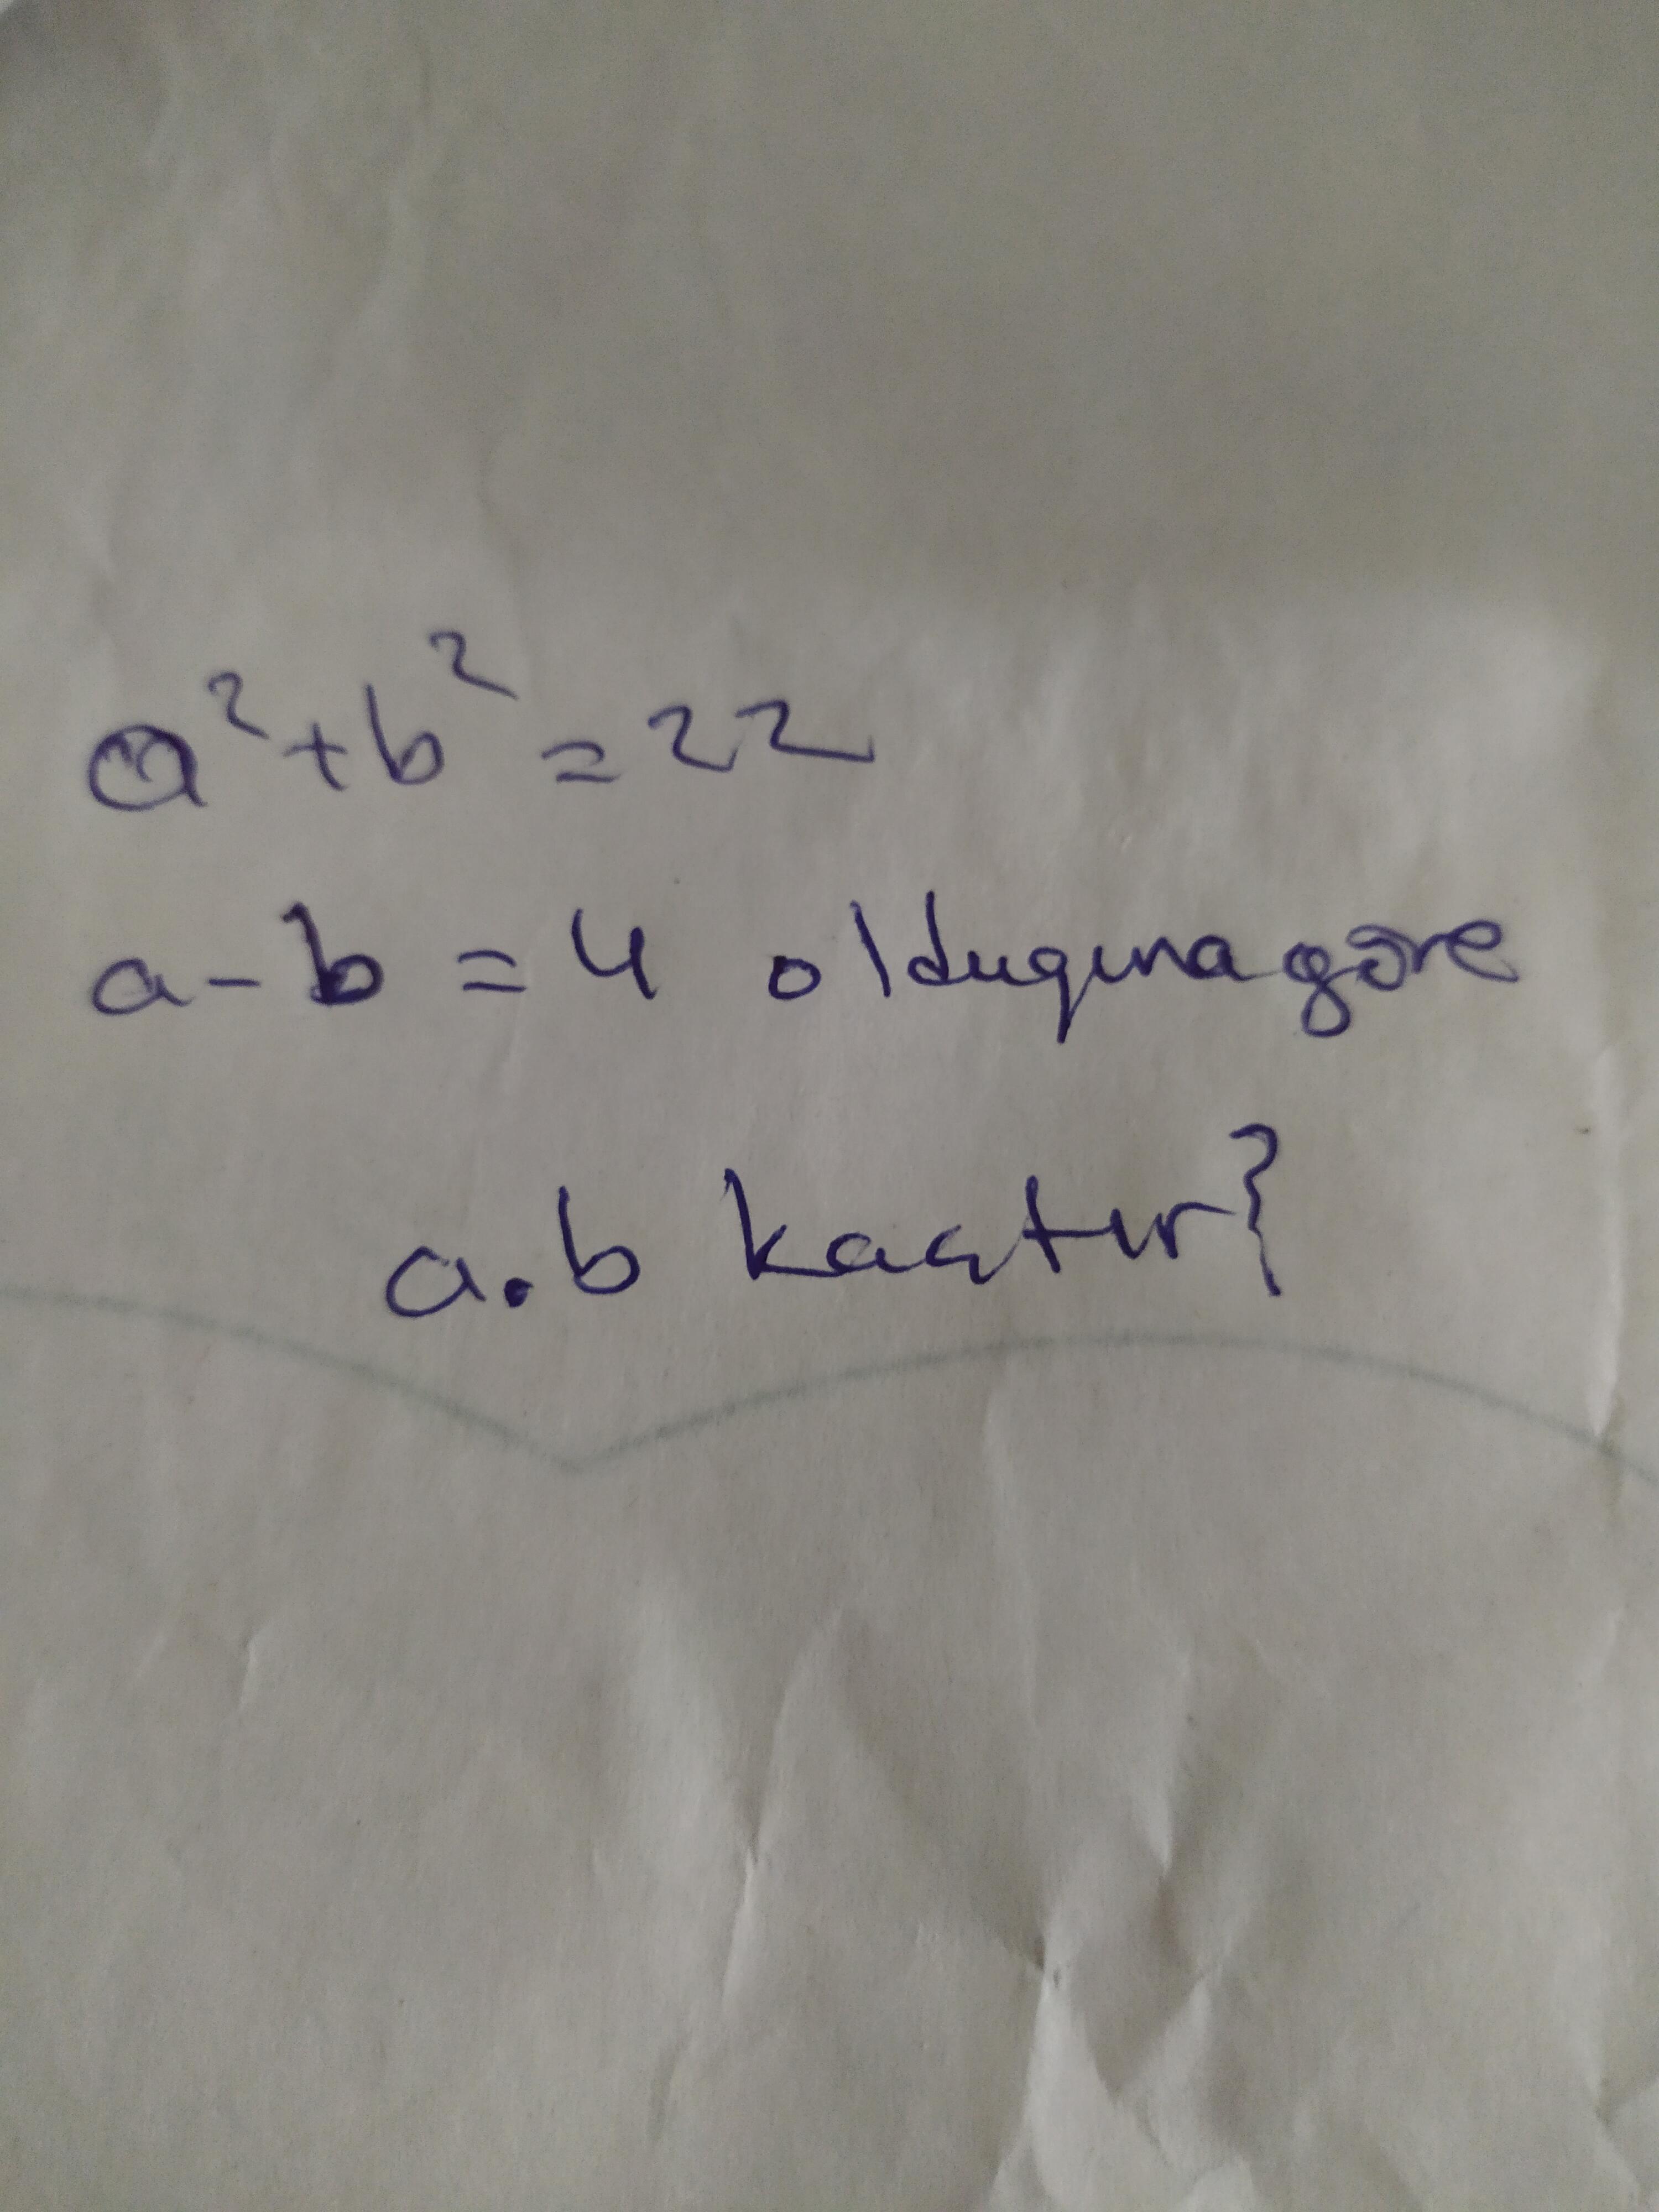 a²+b²=22
a-b=4 olduguna göre
a.b kaçtır?